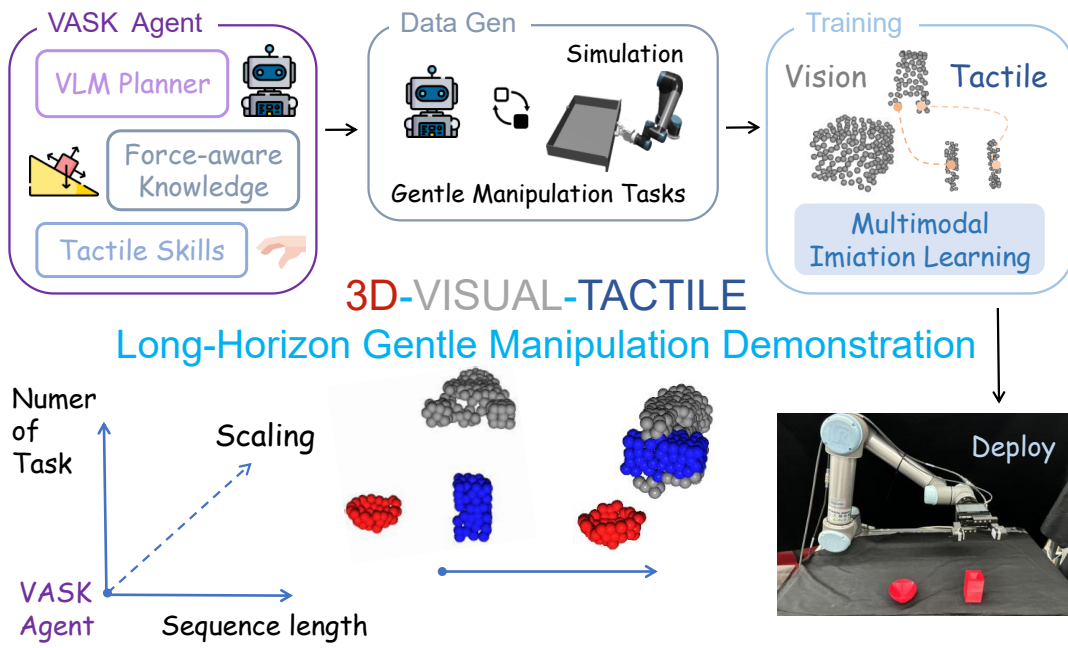 VASK Agent
VLM Planner
Force-aware
Knowledge
Tactile Skills
Data Gen
Simulation
Gentle Manipulation Tasks
Training
Vision
Tactile
Multimodal
Imiation Learning
3D-VISUAL-TACTILE
Long-Horizon Gentle Manipulation Demonstration
Numer
of
Task
Scaling
VASK
Agent
Sequence length
Deploy